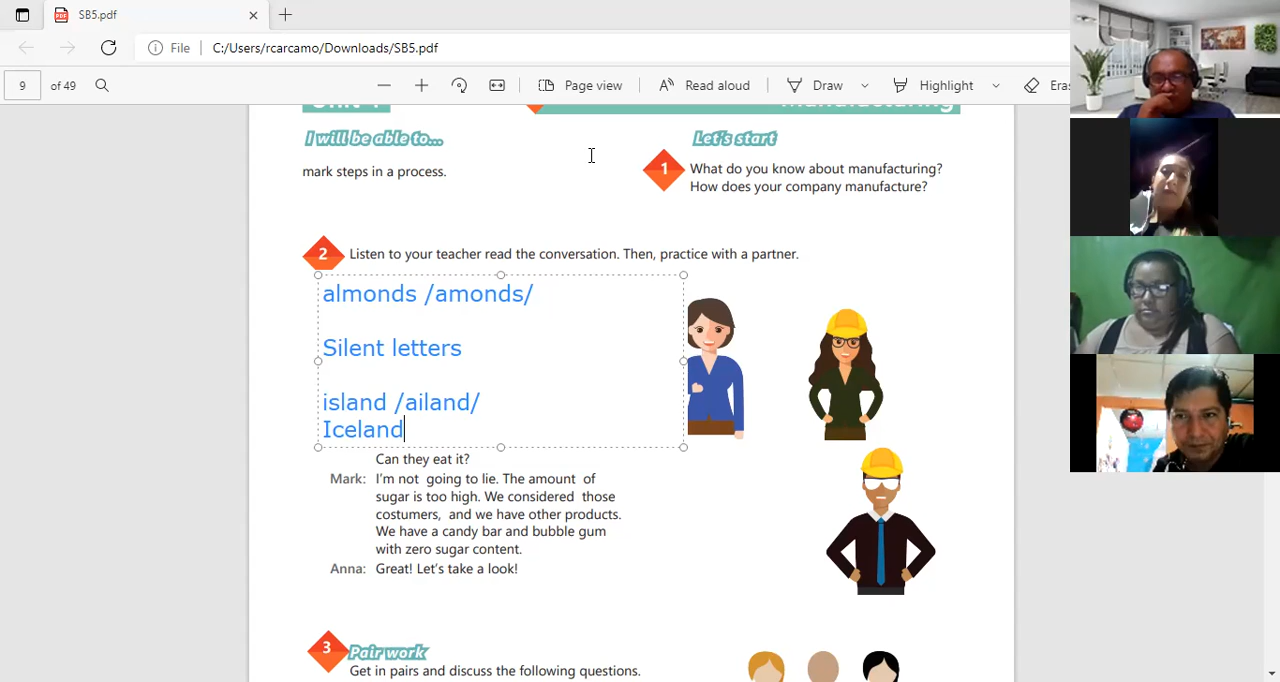 SB5.pdf
File C:/Users/rcarcamo/Downloads/SB5.pdf
9 of 49 Page view Read aloud Draw Highlight
I will be able to...
mark steps in a process.
Let's start
1 What do you know about manufacturing?
How does your company manufacture?
2 Listen to your teacher read the conversation. Then, practice with a partner.
almonds /amonds/
Silent letters
island /ailand/
Iceland
Can they eat it?
Mark: I'm not going to lie. The amount of
sugar is too high. We considered those
costumers, and we have other products.
We have a candy bar and bubble gum
with zero sugar content.
Anna: Great! Let's take a look!
3 Pair work
Get in pairs and discuss the following questions.